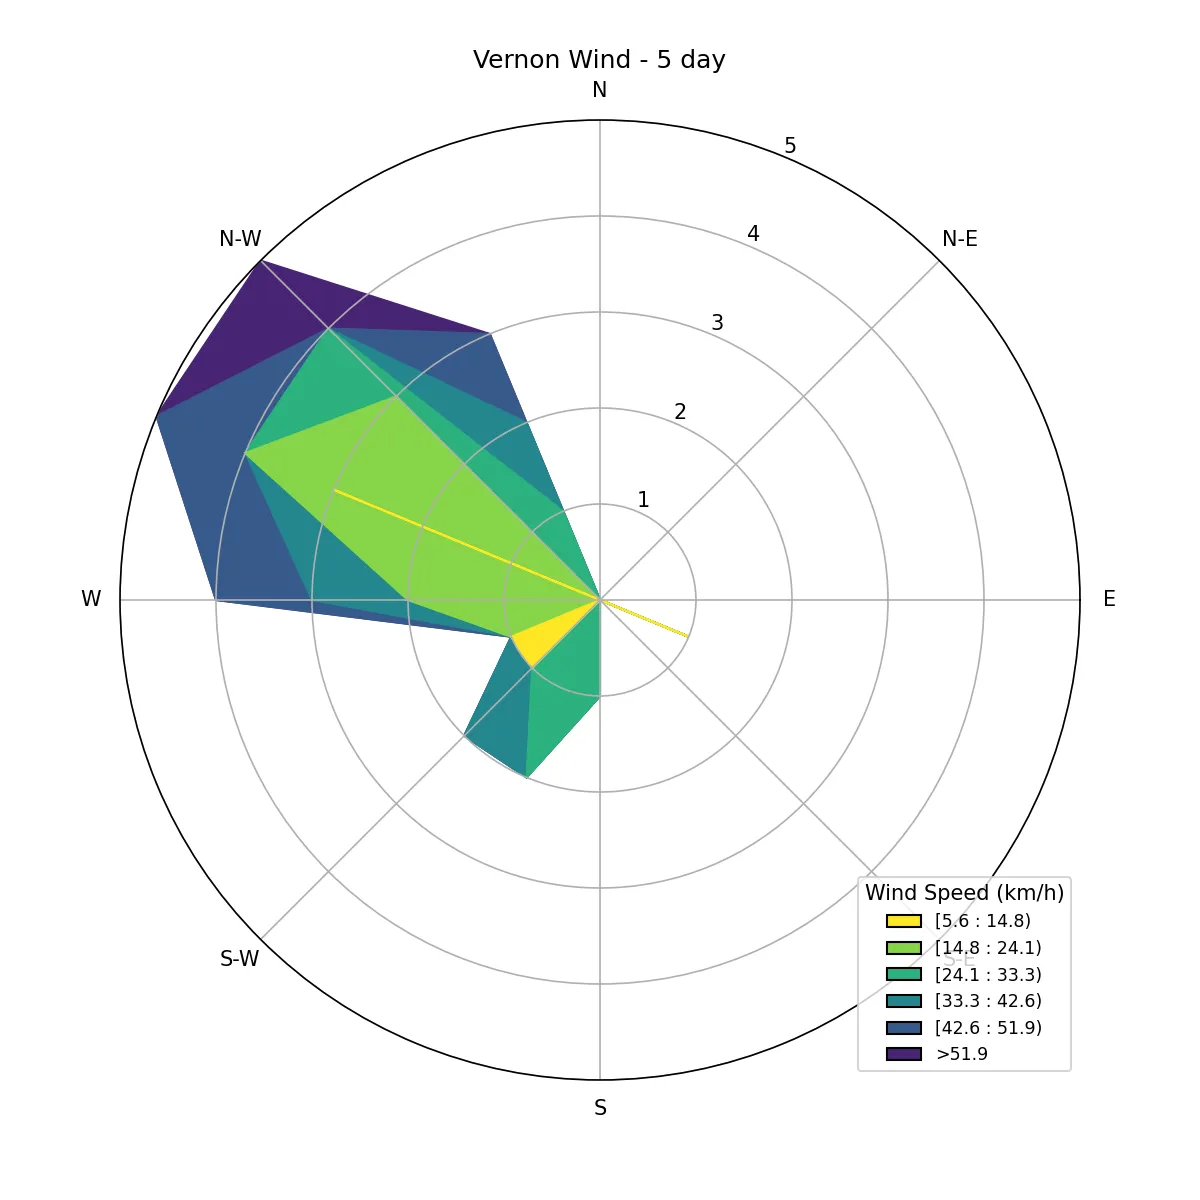 Vernon Wind - 5 day
N
5
N-W
N-E
4
3
2
1
W
E
S-W
S-E
Wind Speed (km/h)
[5.6 : 14.8)
[14.8 : 24.1)
[24.1 : 33.3)
[33.3 : 42.6)
[42.6 : 51.9)
>51.9
S